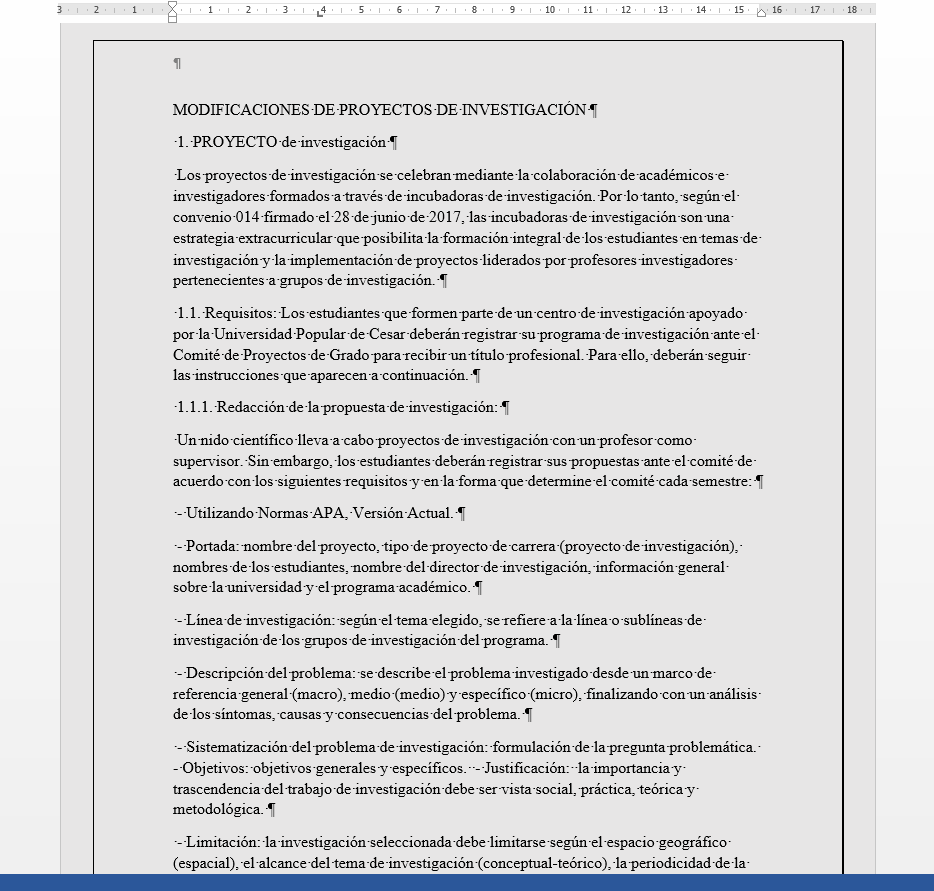 3 2 1 1 2 3 4 5 6 7 8 9 10 11 12 13 14 15 16 17 18
¶
MODIFICACIONES DE PROYECTOS DE INVESTIGACIÓN ¶
1. PROYECTO de investigación ¶
Los proyectos de investigación se celebran mediante la colaboración de académicos e
investigadores formados a través de incubadoras de investigación. Por lo tanto, según el
convenio 014 firmado el 28 de junio de 2017, las incubadoras de investigación son una
estrategia extracurricular que posibilita la formación integral de los estudiantes en temas de
investigación y la implementación de proyectos liderados por profesores investigadores
pertenecientes a grupos de investigación. ¶
1.1. Requisitos: Los estudiantes que formen parte de un centro de investigación apoyado
por la Universidad Popular de Cesar deberán registrar su programa de investigación ante el
Comité de Proyectos de Grado para recibir un título profesional. Para ello, deberán seguir
las instrucciones que aparecen a continuación. ¶
1.1.1. Redacción de la propuesta de investigación: ¶
Un nido científico lleva a cabo proyectos de investigación con un profesor como
supervisor. Sin embargo, los estudiantes deberán registrar sus propuestas ante el comité de
acuerdo con los siguientes requisitos y en la forma que determine el comité cada semestre: ¶
- Utilizando Normas APA, Versión Actual. ¶
- Portada: nombre del proyecto, tipo de proyecto de carrera (proyecto de investigación),
nombres de los estudiantes, nombre del director de investigación, información general
sobre la universidad y el programa académico. ¶
- Línea de investigación: según el tema elegido, se refiere a la línea o sublíneas de
investigación de los grupos de investigación del programa. ¶
- Descripción del problema: se describe el problema investigado desde un marco de
referencia general (macro), medio (medio) y específico (micro), finalizando con un análisis
de los síntomas, causas y consecuencias del problema. ¶
- Sistematización del problema de investigación: formulación de la pregunta problemática.
- Objetivos: objetivos generales y específicos. - Justificación: la importancia y
trascendencia del trabajo de investigación debe ser vista social, práctica, teórica y
metodológica. ¶
- Limitación: la investigación seleccionada debe limitarse según el espacio geográfico
(espacial), el alcance del tema de investigación (conceptual-teórico), la periodicidad de la